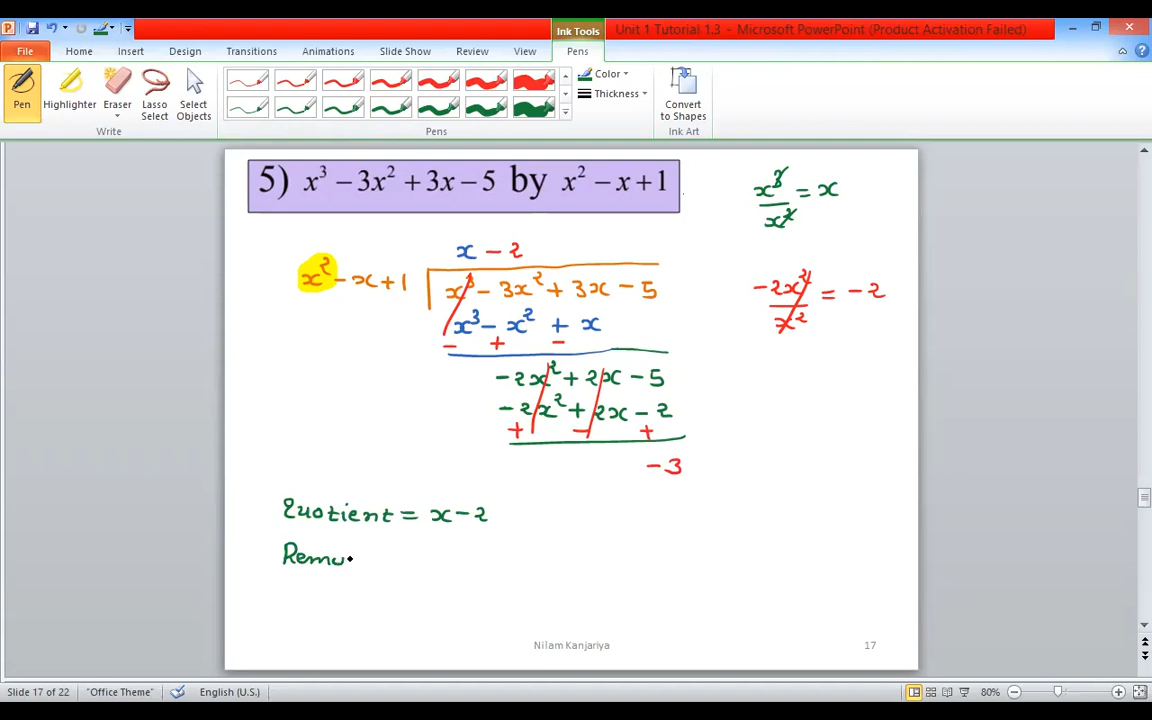 Ink Tools
Unit 1 Tutorial 1.3 - Microsoft PowerPoint (Product Activation Failed)
File Home Insert Design Transitions Animations Slide Show Review View Pens
Pen Highlighter Eraser Lasso Select Select Objects
Color
Thickness
Convert to Shapes
Write Pens Ink Art
5) x³ − 3x² + 3x − 5 by x² − x + 1
x³/x² = x
x - 2
x² - x + 1 x³ - 3x² + 3x - 5
-2x²/x² = -2
x³ - x² + x
- + -
-2x² + 2x - 5
-2x² + 2x - 2
+ - +
-3
Quotient = x - 2
Nilam Kanjariya 17
Slide 17 of 22 "Office Theme" English (U.S.) 80%